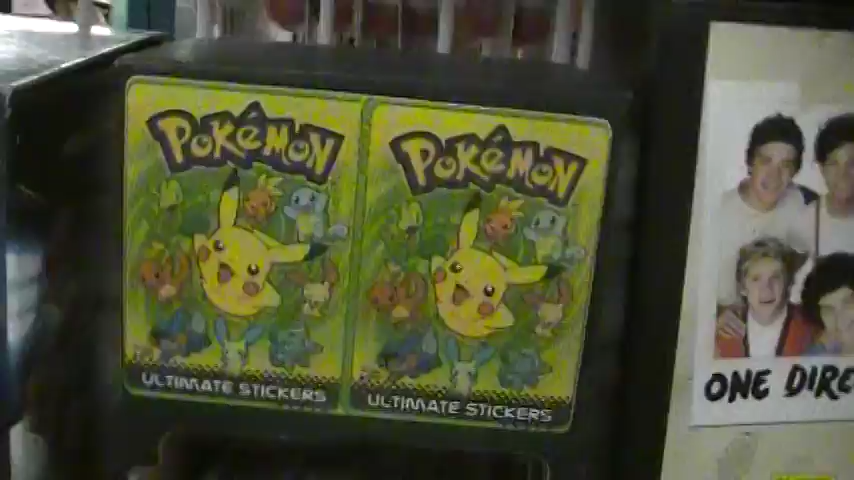 POKéMON
ULTIMATE STICKERS
POKéMON
ULTIMATE STICKERS
ONE DIRE